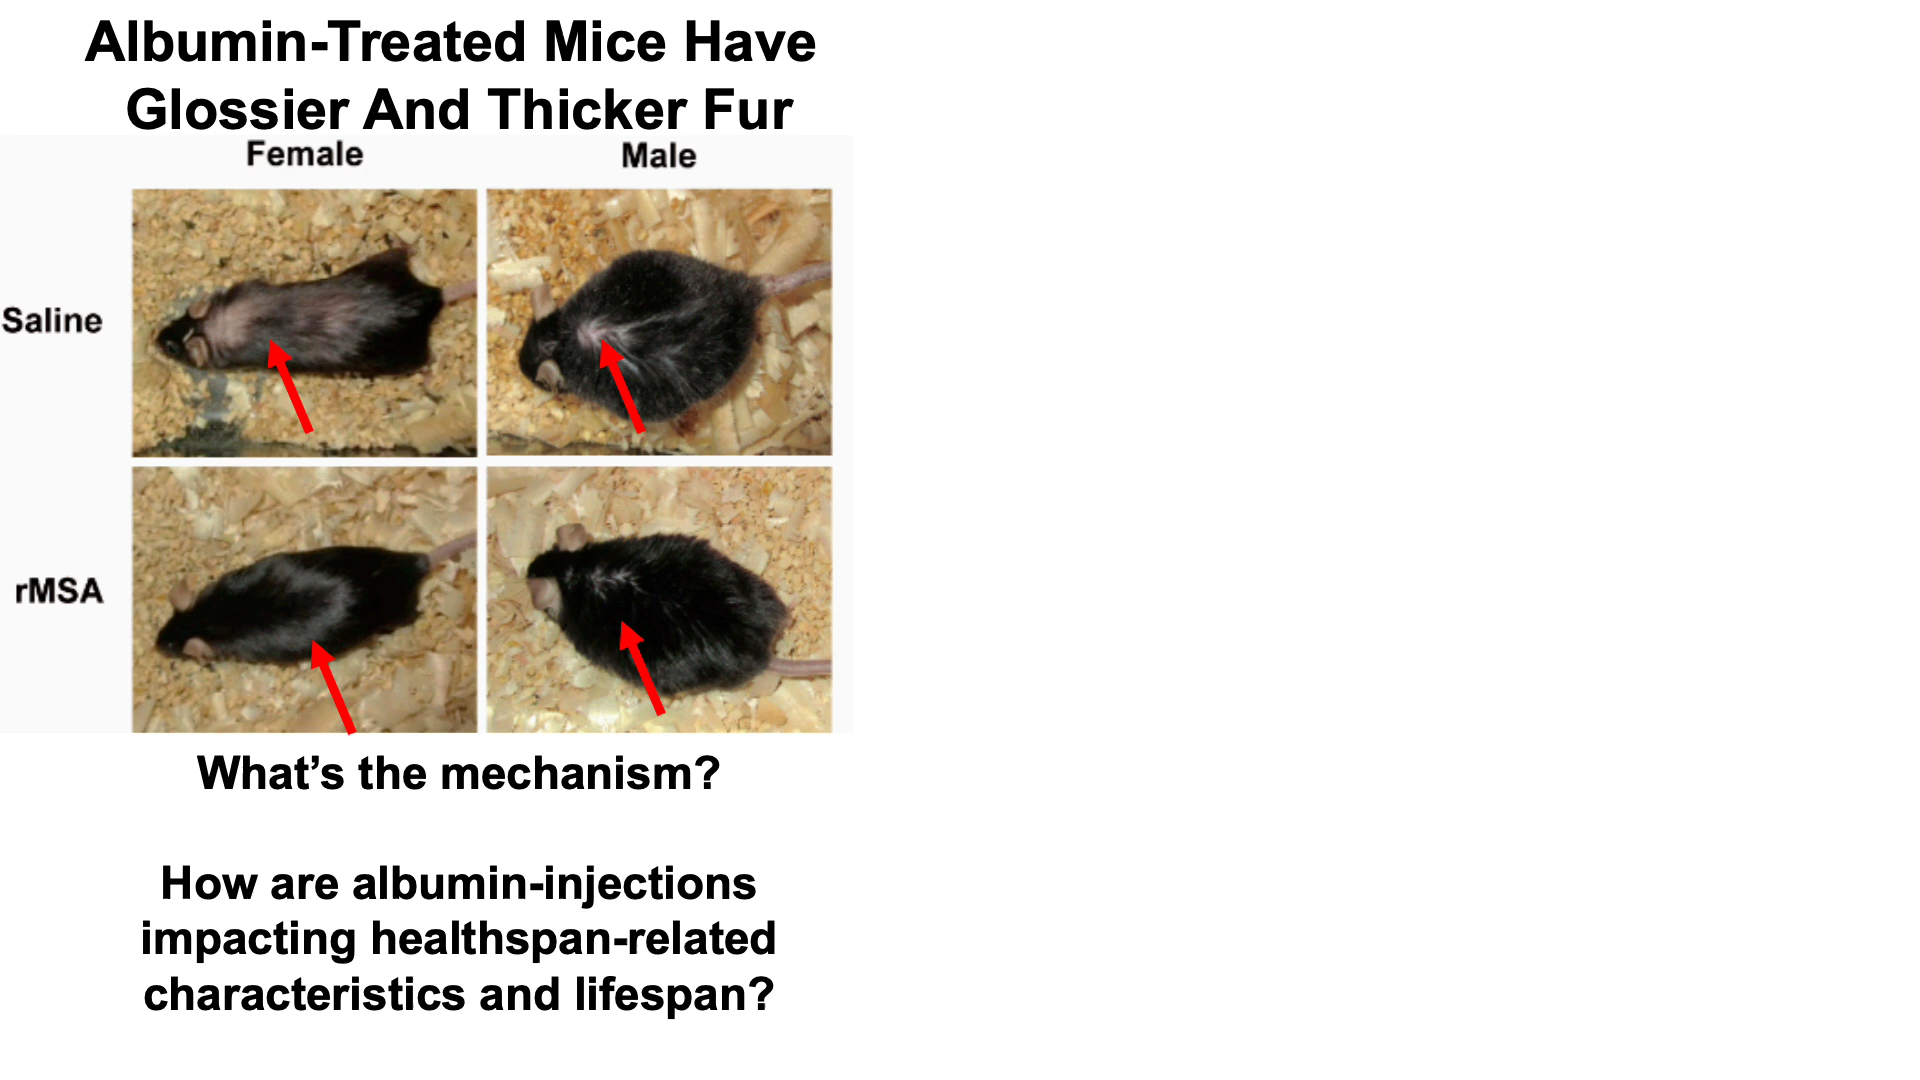 Albumin-Treated Mice Have
Glossier And Thicker Fur
Female
Male
Saline
rMSA
What’s the mechanism?
How are albumin-injections
impacting healthspan-related
characteristics and lifespan?